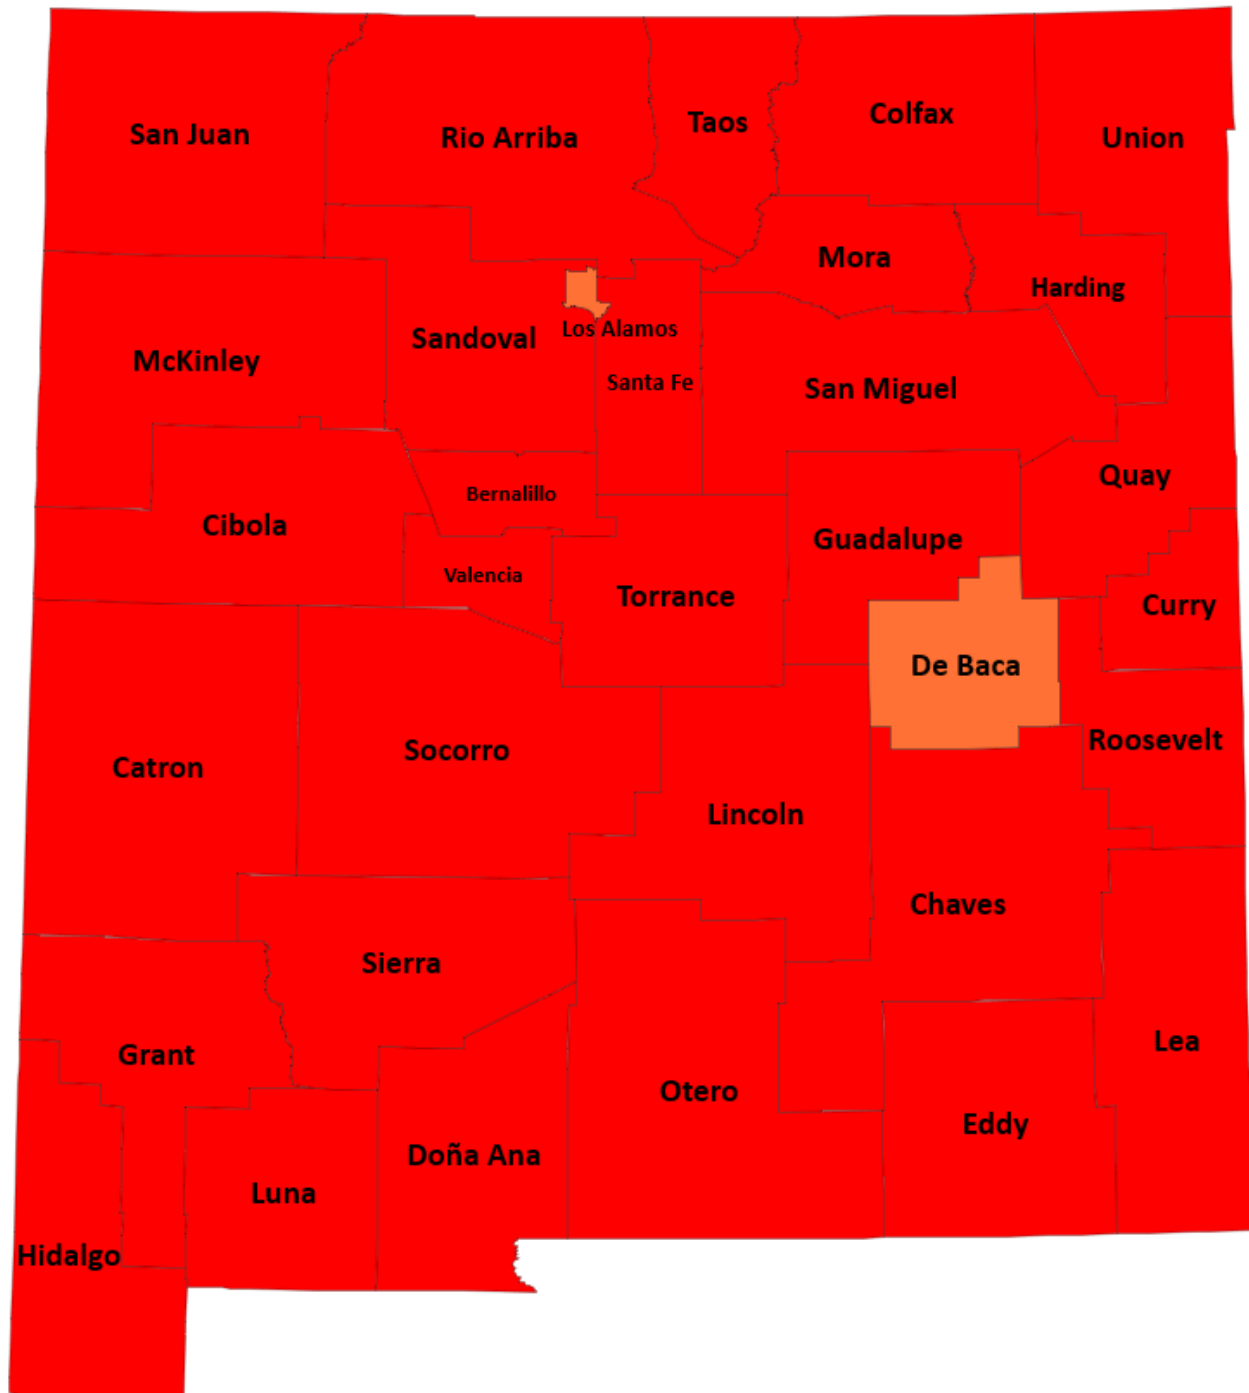 San Juan
Rio Arriba
Taos
Colfax
Union
Mora
Harding
McKinley
Sandoval
Los Alamos
Santa Fe
San Miguel
Quay
Bernalillo
Cibola
Guadalupe
Valencia
Torrance
Curry
De Baca
Roosevelt
Catron
Socorro
Lincoln
Chaves
Sierra
Grant
Lea
Otero
Eddy
Doña Ana
Luna
Hidalgo